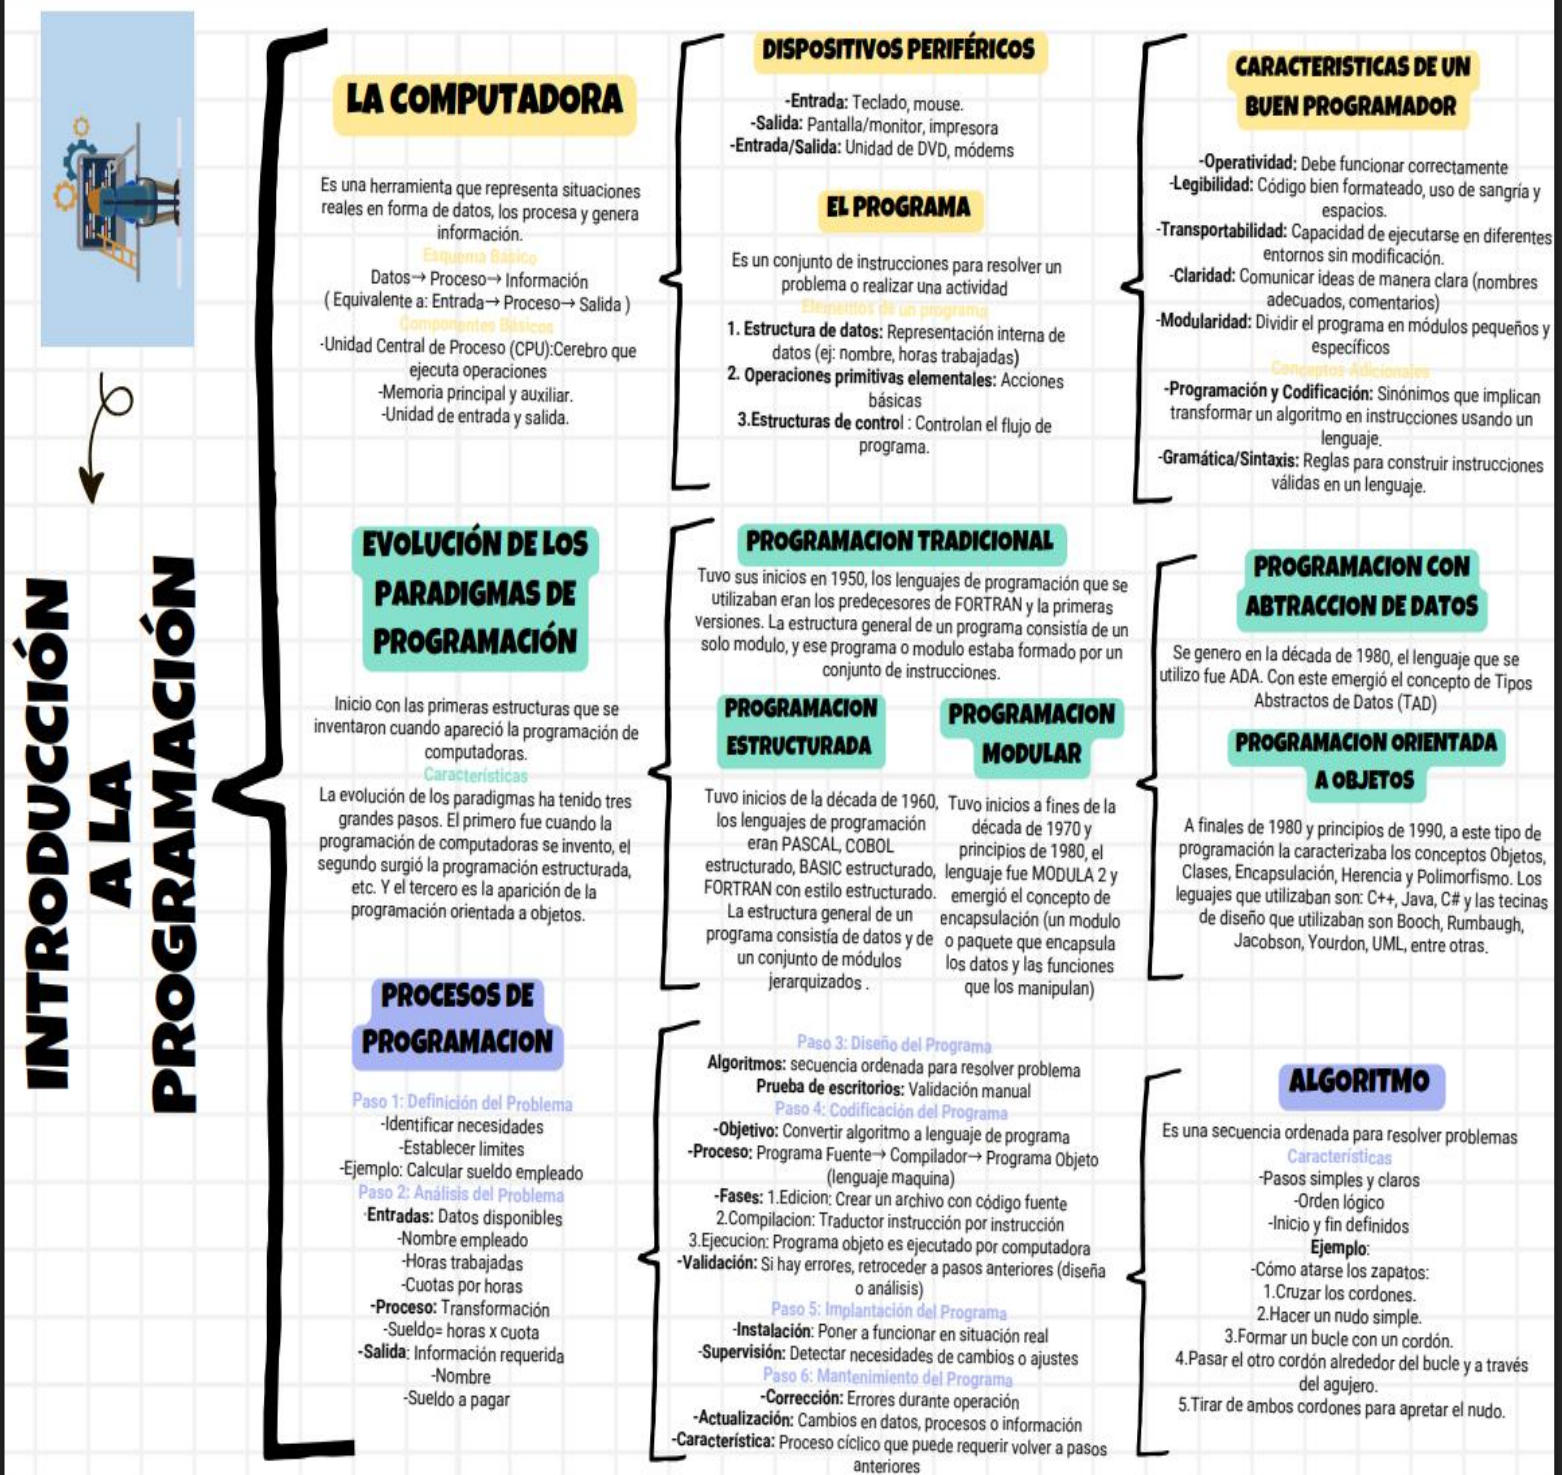 INTRODUCCIÓN
A LA
PROGRAMACIÓN
LA COMPUTADORA
Es una herramienta que representa situaciones
reales en forma de datos, los procesa y genera
información.
Esquema Básico
Datos→ Proceso→ Información
( Equivalente a: Entrada→ Proceso→ Salida )
Componentes Básicos
-Unidad Central de Proceso (CPU):Cerebro que
ejecuta operaciones
-Memoria principal y auxiliar.
-Unidad de entrada y salida.
DISPOSITIVOS PERIFÉRICOS
-Entrada: Teclado, mouse.
-Salida: Pantalla/monitor, impresora
-Entrada/Salida: Unidad de DVD, módems
EL PROGRAMA
Es un conjunto de instrucciones para resolver un
problema o realizar una actividad
Elementos de un programa
1. Estructura de datos: Representación interna de
datos (ej: nombre, horas trabajadas)
2. Operaciones primitivas elementales: Acciones
básicas
3.Estructuras de control : Controlan el flujo de
programa.
CARACTERISTICAS DE UN
BUEN PROGRAMADOR
-Operatividad: Debe funcionar correctamente
-Legibilidad: Código bien formateado, uso de sangría y
espacios.
-Transportabilidad: Capacidad de ejecutarse en diferentes
entornos sin modificación.
-Claridad: Comunicar ideas de manera clara (nombres
adecuados, comentarios)
-Modularidad: Dividir el programa en módulos pequeños y
específicos
Conceptos Adicionales
-Programación y Codificación: Sinónimos que implican
transformar un algoritmo en instrucciones usando un
lenguaje.
-Gramática/Sintaxis: Reglas para construir instrucciones
válidas en un lenguaje.
EVOLUCIÓN DE LOS
PARADIGMAS DE
PROGRAMACIÓN
Inicio con las primeras estructuras que se
inventaron cuando apareció la programación de
computadoras.
Características
La evolución de los paradigmas ha tenido tres
grandes pasos. El primero fue cuando la
programación de computadoras se invento, el
segundo surgió la programación estructurada,
etc. Y el tercero es la aparición de la
programación orientada a objetos.
PROGRAMACION TRADICIONAL
Tuvo sus inicios en 1950, los lenguajes de programación que se
utilizaban eran los predecesores de FORTRAN y la primeras
versiones. La estructura general de un programa consistía de un
solo modulo, y ese programa o modulo estaba formado por un
conjunto de instrucciones.
PROGRAMACION
ESTRUCTURADA
Tuvo inicios de la década de 1960,
los lenguajes de programación
eran PASCAL, COBOL
estructurado, BASIC estructurado,
FORTRAN con estilo estructurado.
La estructura general de un
programa consistía de datos y de
un conjunto de módulos
jerarquizados .
PROGRAMACION
MODULAR
Tuvo inicios a fines de la
década de 1970 y
principios de 1980, el
lenguaje fue MODULA 2 y
emergió el concepto de
encapsulación (un modulo
o paquete que encapsula
los datos y las funciones
que los manipulan)
PROGRAMACION CON
ABTRACCION DE DATOS
Se genero en la década de 1980, el lenguaje que se
utilizo fue ADA. Con este emergió el concepto de Tipos
Abstractos de Datos (TAD)
PROGRAMACION ORIENTADA
A OBJETOS
A finales de 1980 y principios de 1990, a este tipo de
programación la caracterizaba los conceptos Objetos,
Clases, Encapsulación, Herencia y Polimorfismo. Los
leguajes que utilizaban son: C++, Java, C# y las tecinas
de diseño que utilizaban son Booch, Rumbaugh,
Jacobson, Yourdon, UML, entre otras.
PROCESOS DE
PROGRAMACION
Paso 1: Definición del Problema
-Identificar necesidades
-Establecer limites
-Ejemplo: Calcular sueldo empleado
Paso 2: Análisis del Problema
-Entradas: Datos disponibles
-Nombre empleado
-Horas trabajadas
-Cuotas por horas
-Proceso: Transformación
-Sueldo= horas x cuota
-Salida: Información requerida
-Nombre
-Sueldo a pagar
Paso 3: Diseño del Programa
Algoritmos: secuencia ordenada para resolver problema
Prueba de escritorios: Validación manual
Paso 4: Codificación del Programa
-Objetivo: Convertir algoritmo a lenguaje de programa
-Proceso: Programa Fuente→ Compilador→ Programa Objeto
(lenguaje maquina)
-Fases: 1.Edicion: Crear un archivo con código fuente
2.Compilacion: Traductor instrucción por instrucción
3.Ejecucion: Programa objeto es ejecutado por computadora
-Validación: Si hay errores, retroceder a pasos anteriores (diseña
o análisis)
Paso 5: Implantación del Programa
-Instalación: Poner a funcionar en situación real
-Supervisión: Detectar necesidades de cambios o ajustes
Paso 6: Mantenimiento del Programa
-Corrección: Errores durante operación
-Actualización: Cambios en datos, procesos o información
-Característica: Proceso cíclico que puede requerir volver a pasos
anteriores
ALGORITMO
Es una secuencia ordenada para resolver problemas
Características
-Pasos simples y claros
-Orden lógico
-Inicio y fin definidos
Ejemplo:
-Cómo atarse los zapatos:
1.Cruzar los cordones.
2.Hacer un nudo simple.
3.Formar un bucle con un cordón.
4.Pasar el otro cordón alrededor del bucle y a través
del agujero.
5.Tirar de ambos cordones para apretar el nudo.